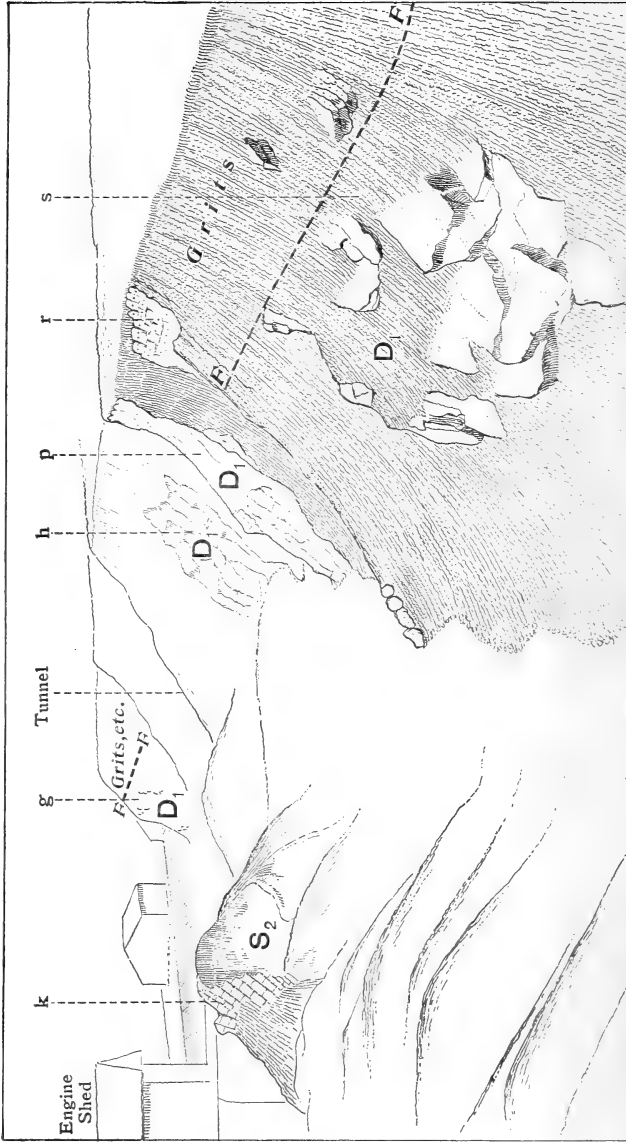 Engine
Shed
k
g
Tunnel
h
p
r
s
Grits, etc.
F
F
D₁
D
D₁
Grits
F
F
S₂
D₁